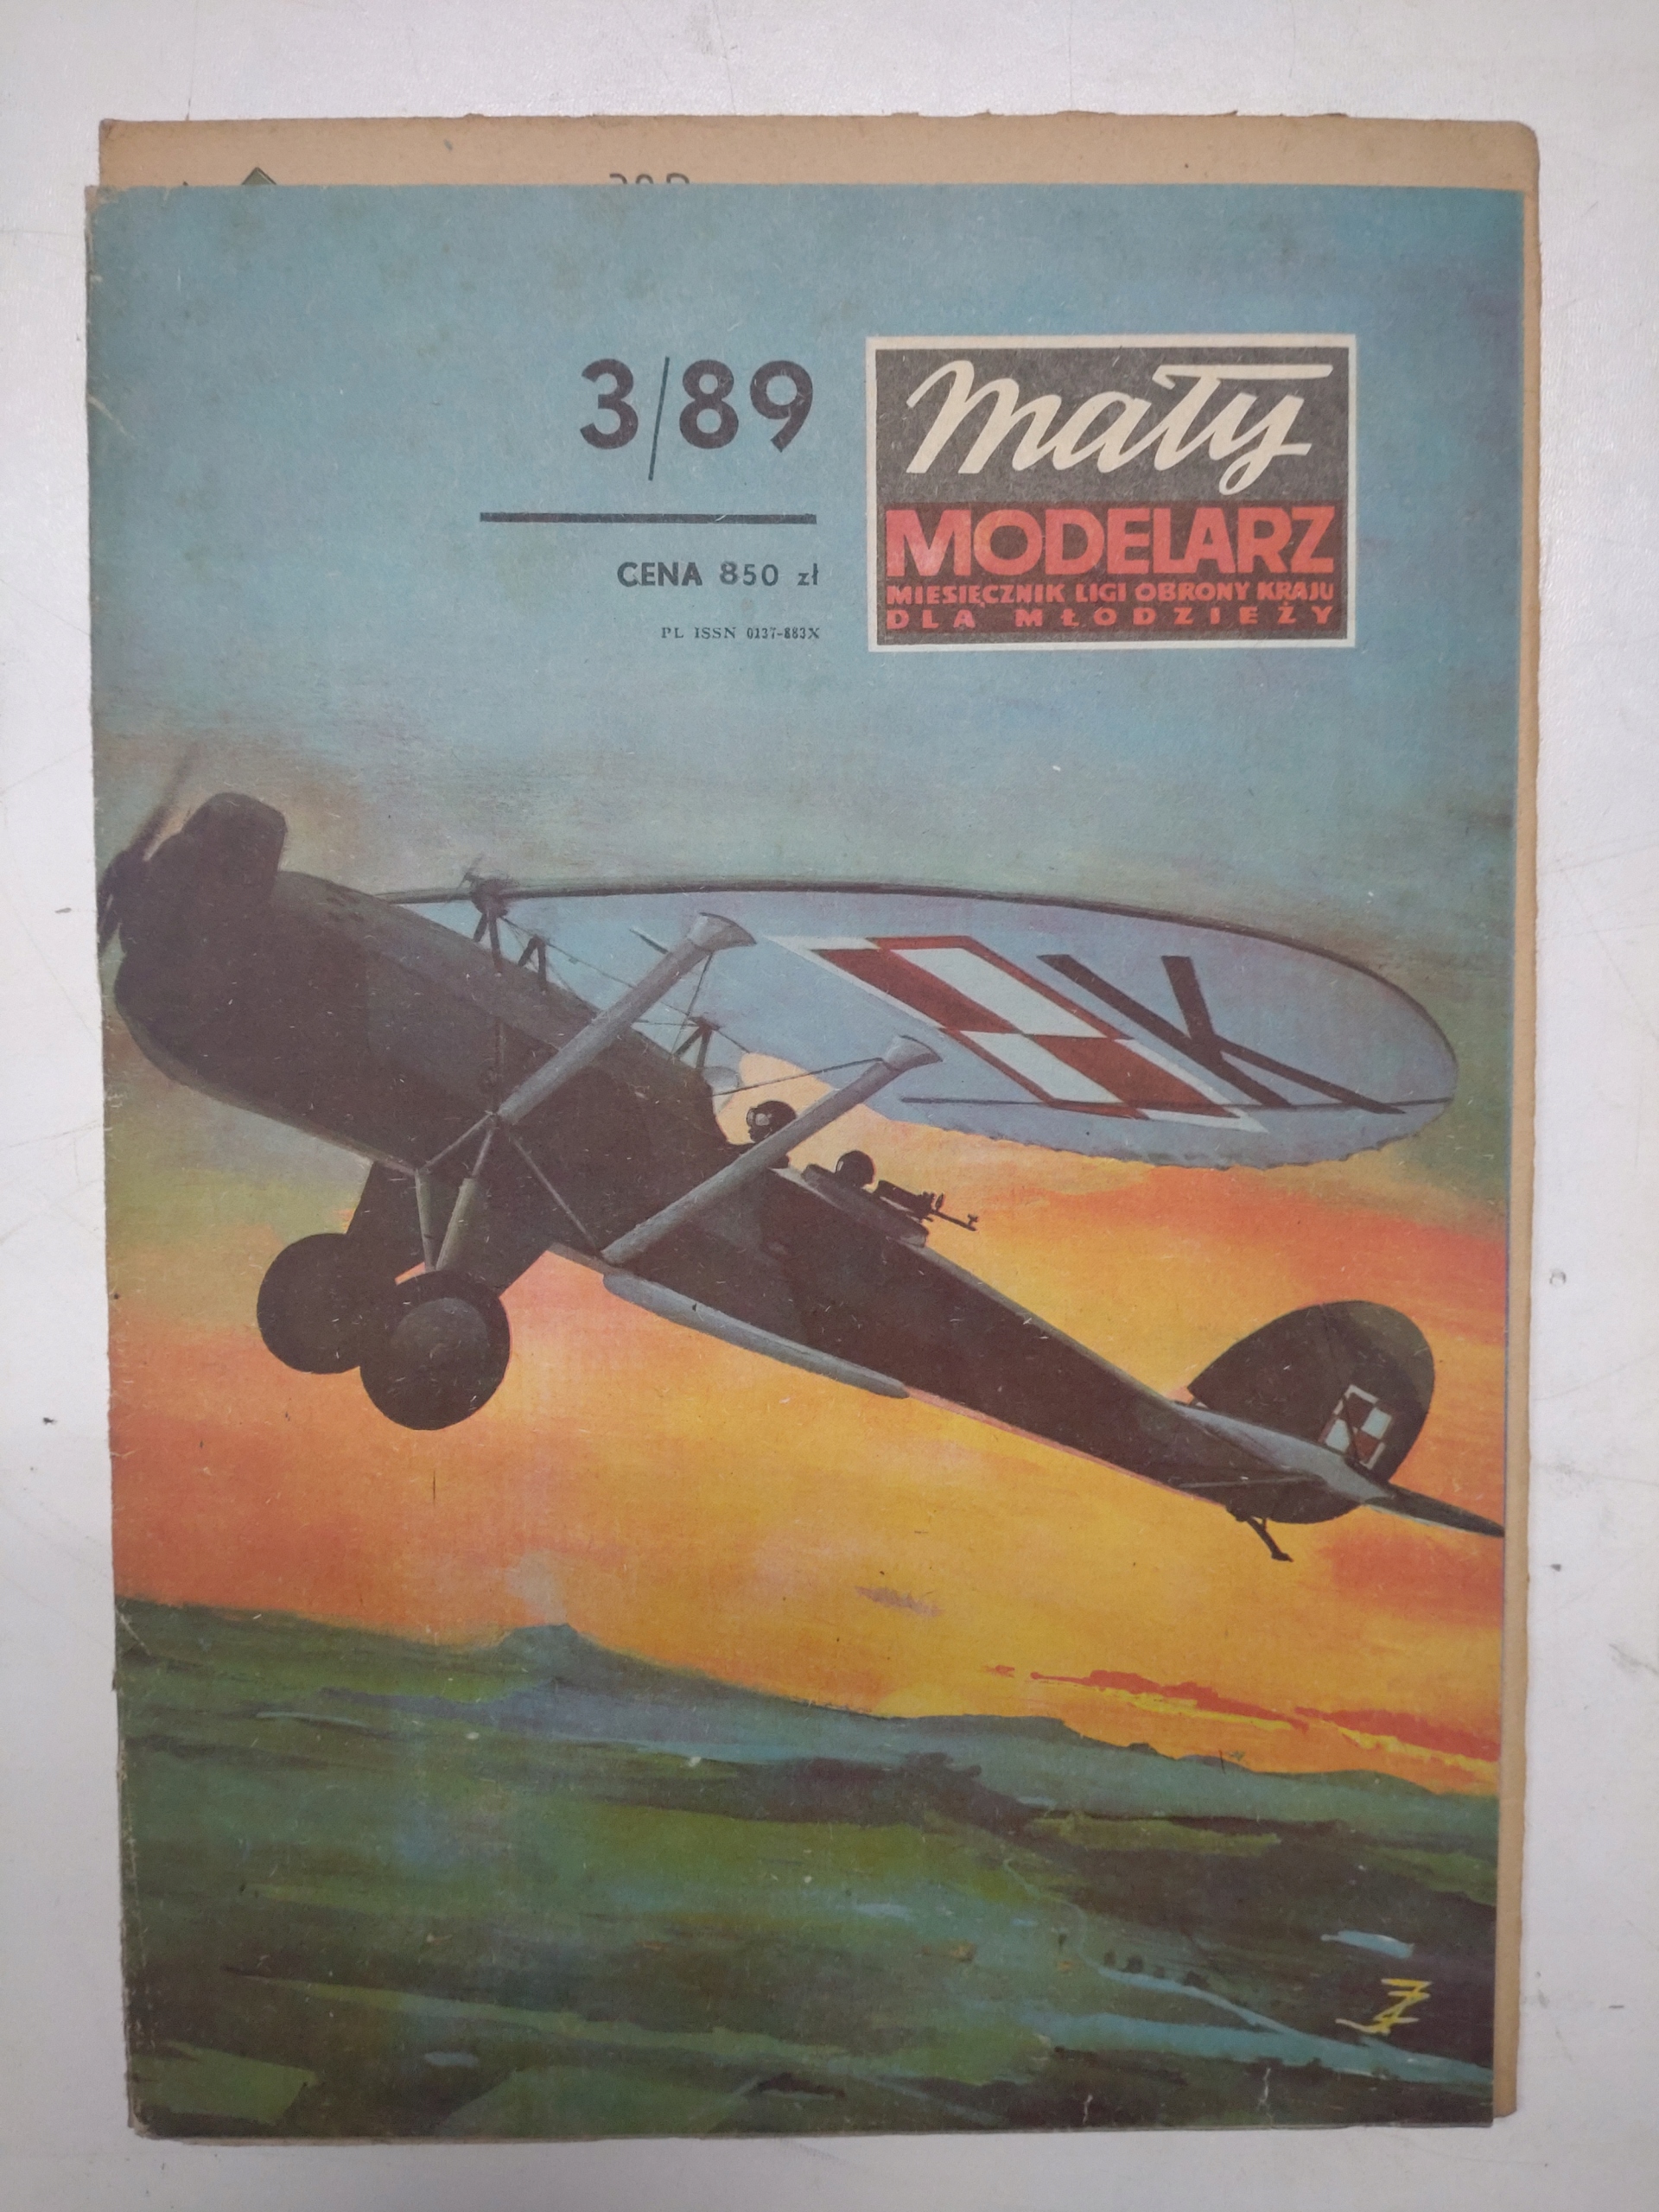 3/89
CENA 850 zł
PL ISSN 0137-883X
Mały
MODELARZ
MIESIĘCZNIK LIGI OBRONY KRAJU
DLA MŁODZIEŻY
K